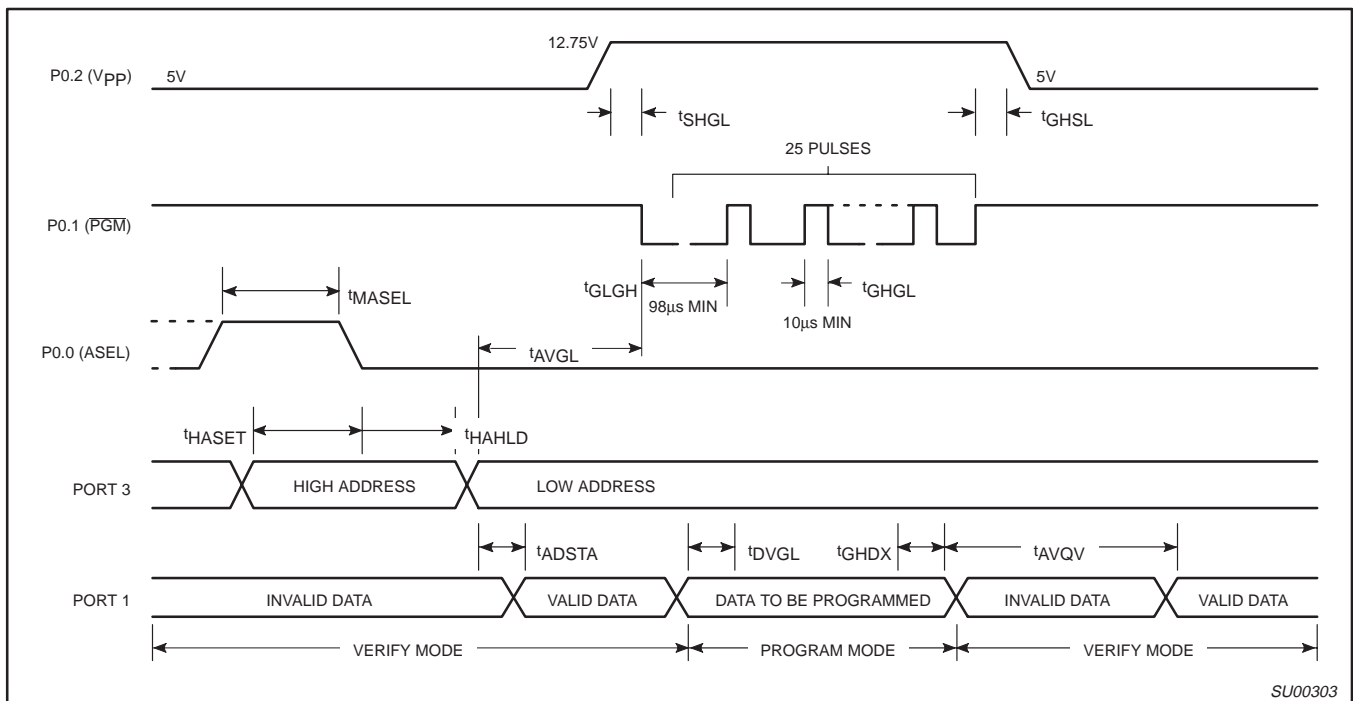 12.75V
P0.2 (VPP)
5V
5V
tSHGL
tGHSL
25 PULSES
P0.1 (PGM)
tGLGH
98µs MIN
tGHGL
10µs MIN
tMASEL
P0.0 (ASEL)
tAVGL
tHASET
tHAHLD
PORT 3
HIGH ADDRESS
LOW ADDRESS
tADSTA
tDVGL
tGHDX
tAVQV
PORT 1
INVALID DATA
VALID DATA
DATA TO BE PROGRAMMED
INVALID DATA
VALID DATA
VERIFY MODE
PROGRAM MODE
VERIFY MODE
SU00303